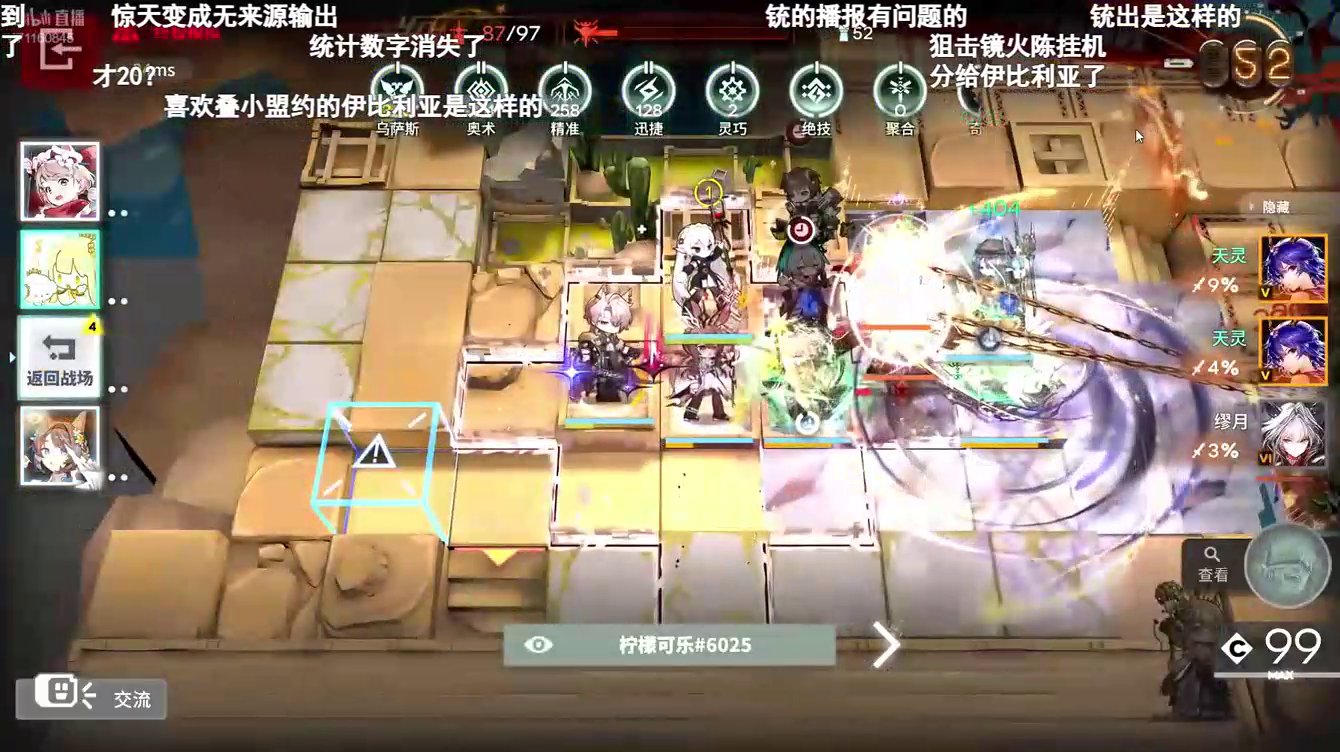 到
了
惊天变成无来源输出
统计数字消失了
才20?
ms
喜欢叠小盟约的伊比利亚是这样的
铳的播报有问题的
铳出是这样的
狙击镜火陈挂机
分给伊比利亚了
87/97
52
52
乌萨斯
奥术
258
精准
128
迅捷
2
灵巧
绝技
0
聚合
奇
隐藏
+404
1
天灵
9%
V
天灵
4%
V
缪月
3%
VI
4
返回战场
查看
柠檬可乐#6025
C 99
MAX
交流